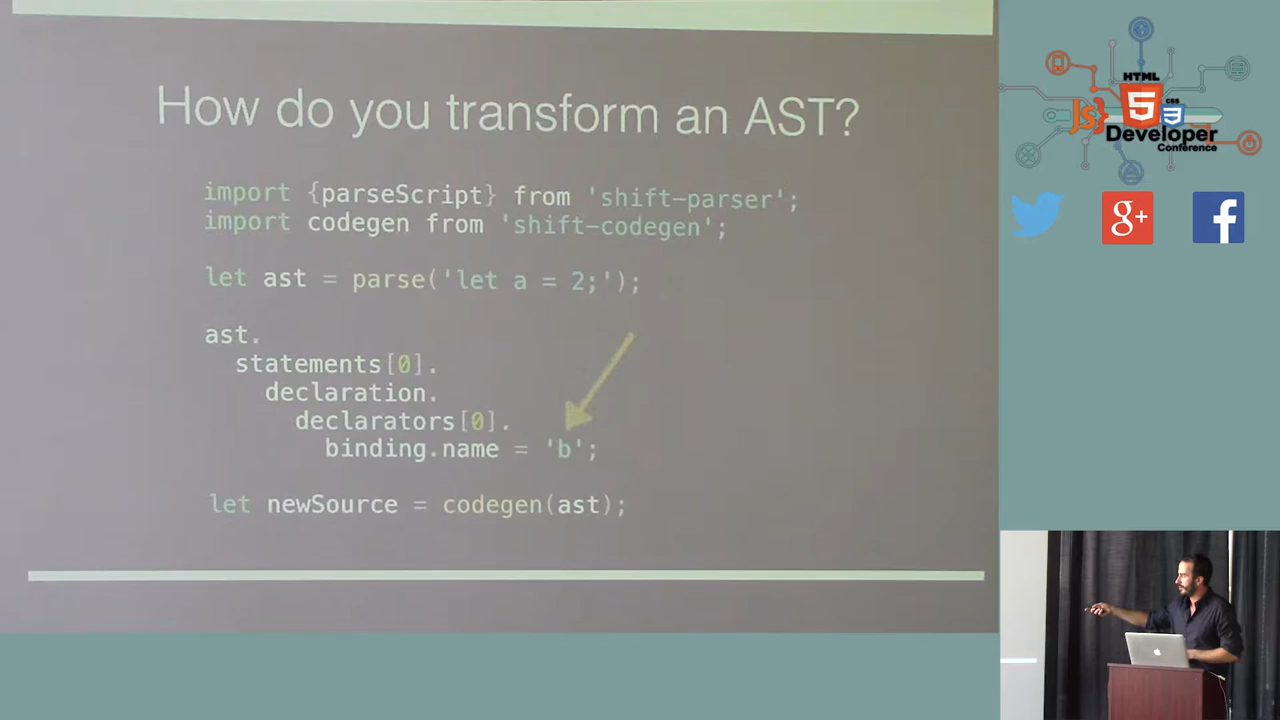 How do you transform an AST?
import {parseScript} from 'shift-parser';
import codegen from 'shift-codegen';
let ast = parse('let a = 2;');
ast.
statements[0].
declaration.
declarators[0].
binding.name = 'b';
let newSource = codegen(ast);
HTML
5
css
3
JS}
Developer
Conference
g+
f